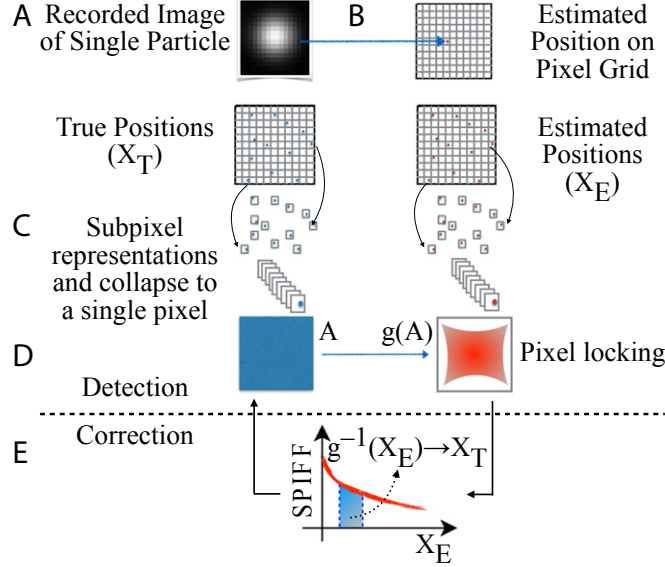 A Recorded Image
of Single Particle
B Estimated
Position on
Pixel Grid
True Positions
(X_T)
Estimated
Positions
(X_E)
C Subpixel
representations
and collapse to
a single pixel
D
A g(A)
Pixel locking
Detection
Correction
E
SPIFF
g⁻¹(X_E)→X_T
X_E